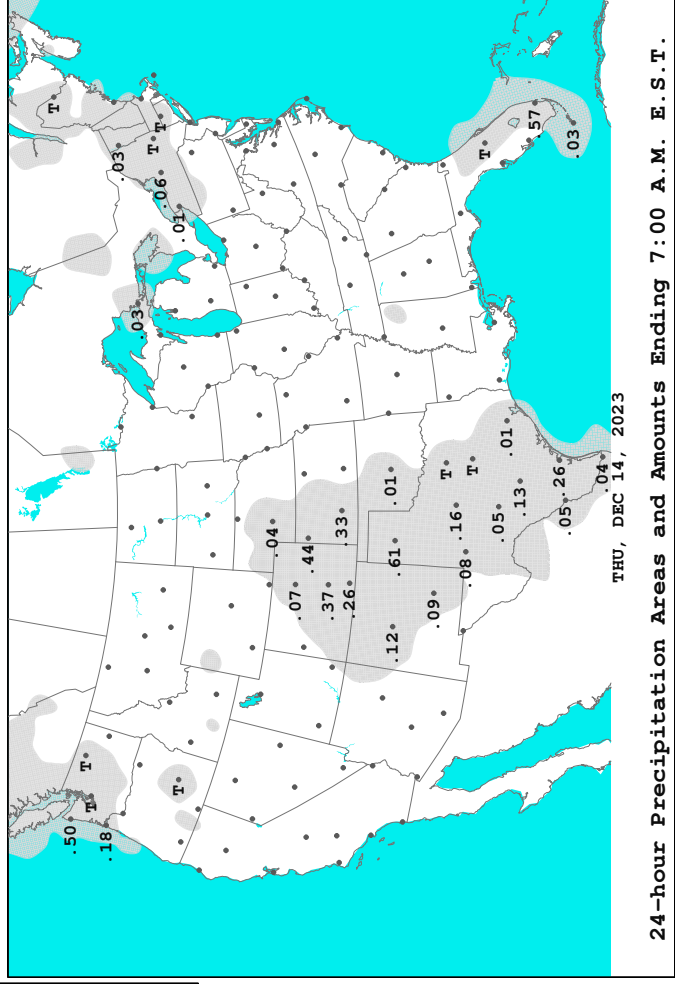 T
.50
T
T
.18
.03
.03
T
T
.06
T
.01
.04
.07
.44
.37
.33
.26
.01
.12
.61
.09
T
.16
.08
T
T
.05
.01
.13
.57
.26
.05
.03
.04
THU, DEC 14, 2023
24-hour Precipitation Areas and Amounts Ending 7:00 A.M. E.S.T.